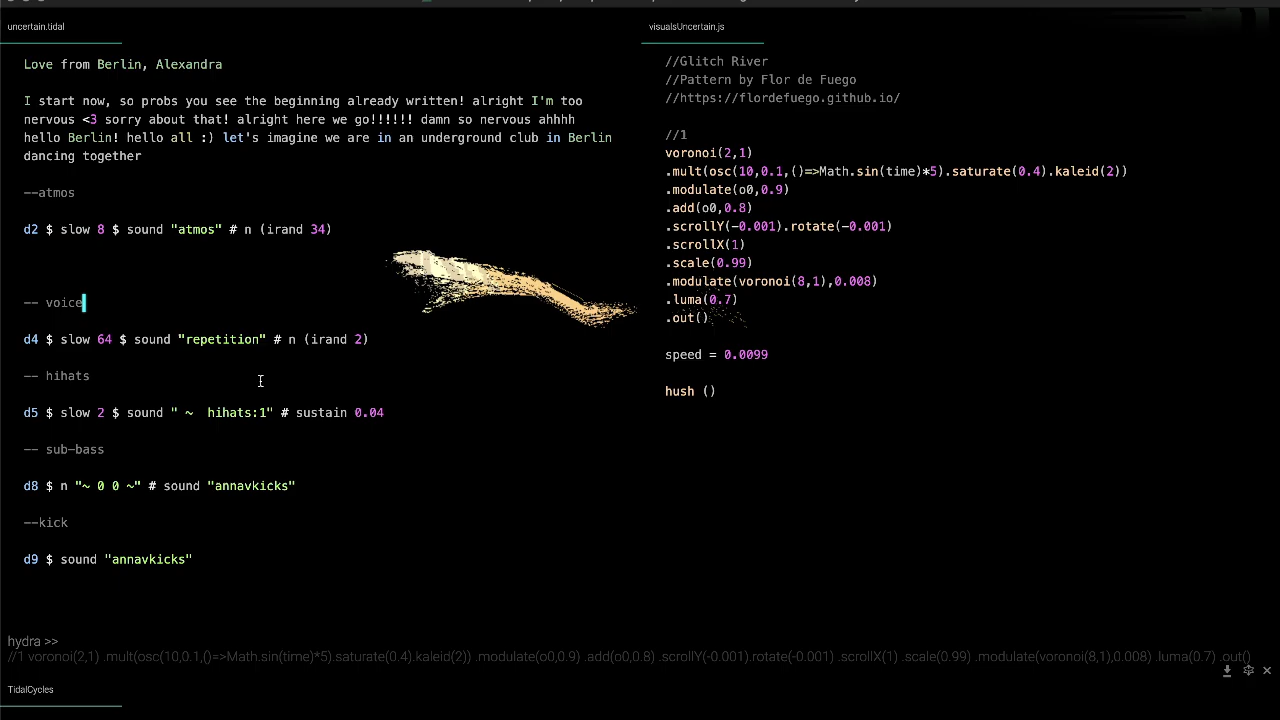 uncertain.tidal
Love from Berlin, Alexandra
I start now, so probs you see the beginning already written! alright I'm too
nervous <3 sorry about that! alright here we go!!!!!! damn so nervous ahhhh
hello Berlin! hello all :) let's imagine we are in an underground club in Berlin
dancing together
--atmos
d2 $ slow 8 $ sound "atmos" # n (irand 34)
-- voice
d4 $ slow 64 $ sound "repetition" # n (irand 2)
-- hihats
d5 $ slow 2 $ sound " ~  hihats:1" # sustain 0.04
-- sub-bass
d8 $ n "~ 0 0 ~" # sound "annavkicks"
--kick
d9 $ sound "annavkicks"
visualsUncertain.js
//Glitch River
//Pattern by Flor de Fuego
//https://flordefuego.github.io/
//1
voronoi(2,1)
.mult(osc(10,0.1,()=>Math.sin(time)*5).saturate(0.4).kaleid(2))
.modulate(o0,0.9)
.add(o0,0.8)
.scrollY(-0.001).rotate(-0.001)
.scrollX(1)
.scale(0.99)
.modulate(voronoi(8,1),0.008)
.luma(0.7)
.out()
speed = 0.0099
hush ()
hydra >>
//1 voronoi(2,1) .mult(osc(10,0.1,()=>Math.sin(time)*5).saturate(0.4).kaleid(2)) .modulate(o0,0.9) .add(o0,0.8) .scrollY(-0.001).rotate(-0.001) .scrollX(1) .scale(0.99) .modulate(voronoi(8,1),0.008) .luma(0.7) .out()
TidalCycles